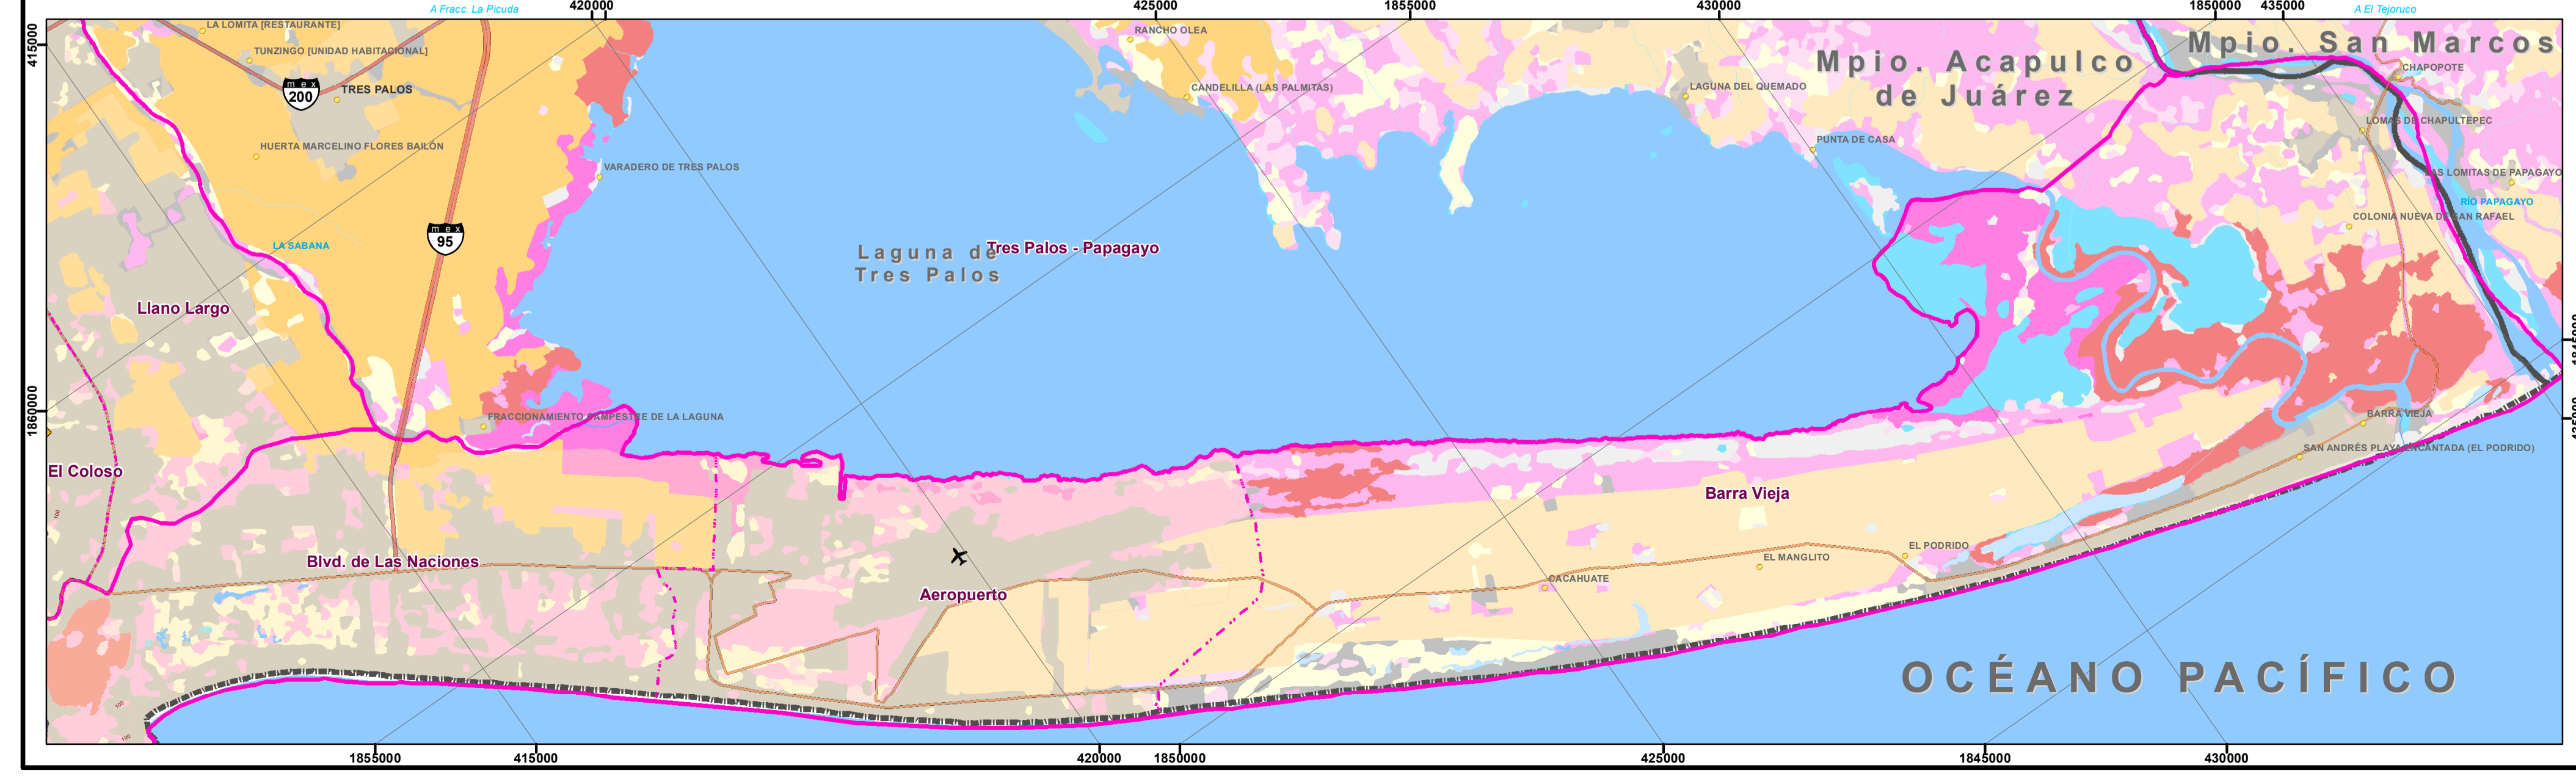 A Fracc. La Picuda
420000
425000
1855000
430000
1850000
435000
A El Tejoruco
415000
LA LOMITA [RESTAURANTE]
TUNZINGO [UNIDAD HABITACIONAL]
mex
200
TRES PALOS
HUERTA MARCELINO FLORES BAILÓN
VARADERO DE TRES PALOS
mex
95
LA SABANA
RANCHO OLEA
CANDELILLA (LAS PALMITAS)
LAGUNA DEL QUEMADO
PUNTA DE CASA
Mpio. Acapulco
de Juárez
Mpio. San Marcos
CHAPOPOTE
LOMAS DE CHAPULTEPEC
LAS LOMITAS DE PAPAGAYO
RÍO PAPAGAYO
COLONIA NUEVA DE SAN RAFAEL
Laguna de
Tres Palos
Tres Palos - Papagayo
Llano Largo
1860000
FRACCIONAMIENTO CAMPESTRE DE LA LAGUNA
El Coloso
100
BARRA VIEJA
SAN ANDRÉS PLAYA ENCANTADA (EL PODRIDO)
Barra Vieja
Blvd. de Las Naciones
Aeropuerto
EL PODRIDO
EL MANGLITO
CACAHUATE
OCÉANO PACÍFICO
100
100
1855000
415000
420000
1850000
425000
1845000
430000